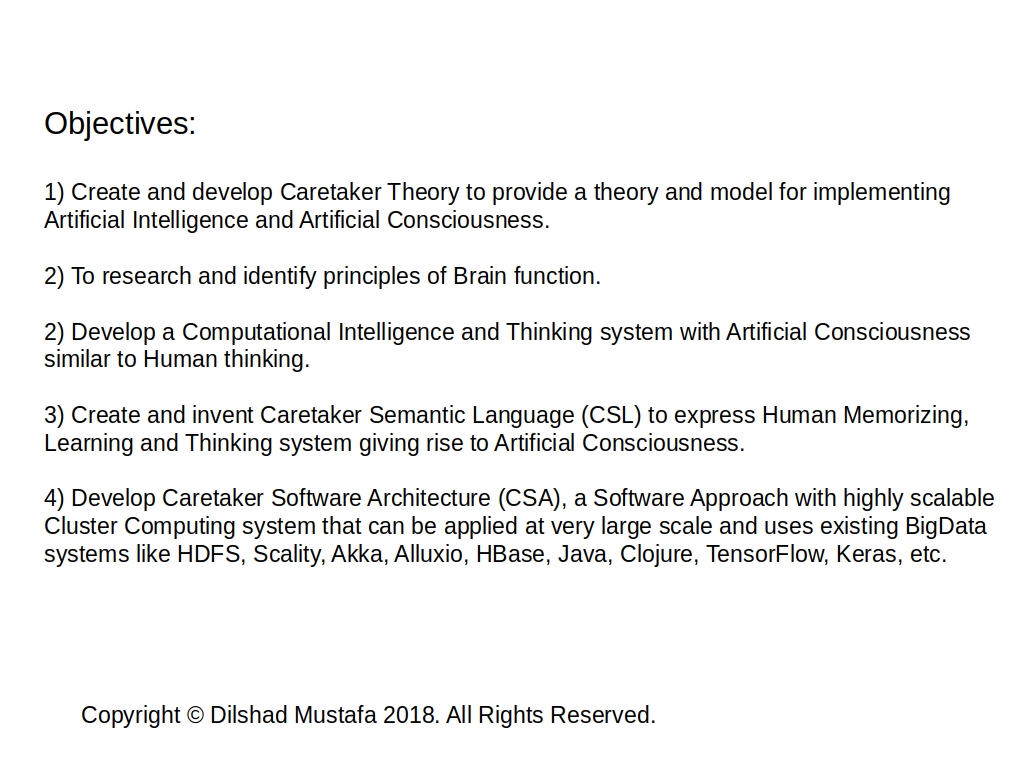 Objectives:
1) Create and develop Caretaker Theory to provide a theory and model for implementing
Artificial Intelligence and Artificial Consciousness.
2) To research and identify principles of Brain function.
2) Develop a Computational Intelligence and Thinking system with Artificial Consciousness
similar to Human thinking.
3) Create and invent Caretaker Semantic Language (CSL) to express Human Memorizing,
Learning and Thinking system giving rise to Artificial Consciousness.
4) Develop Caretaker Software Architecture (CSA), a Software Approach with highly scalable
Cluster Computing system that can be applied at very large scale and uses existing BigData
systems like HDFS, Scality, Akka, Alluxio, HBase, Java, Clojure, TensorFlow, Keras, etc.
Copyright © Dilshad Mustafa 2018. All Rights Reserved.